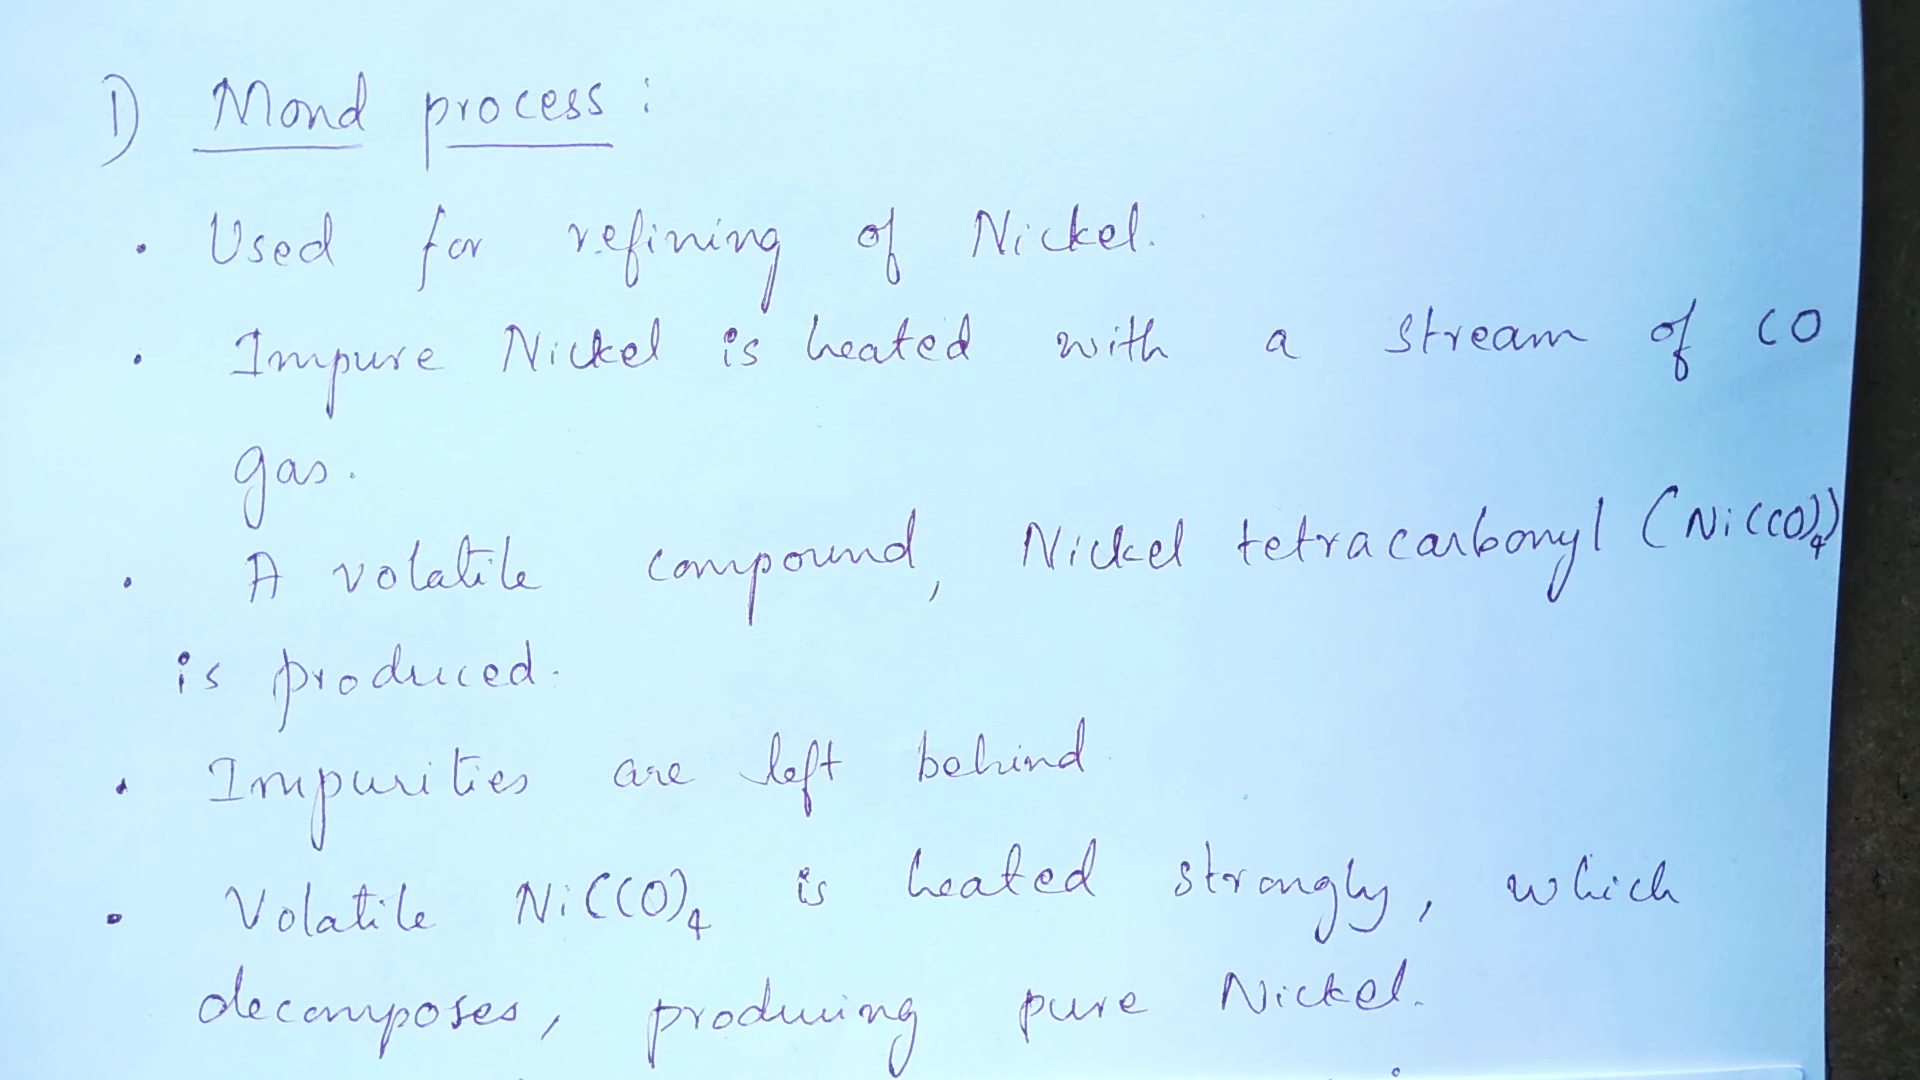 1) Mond process :
· Used for refining of Nickel.
· Impure Nickel is heated with a stream of CO
gas.
· A volatile compound, Nickel tetracarbonyl (Ni(CO)₄)
is produced.
· Impurities are left behind
· Volatile Ni(CO)₄ is heated strongly, which
decomposes, producing pure Nickel.